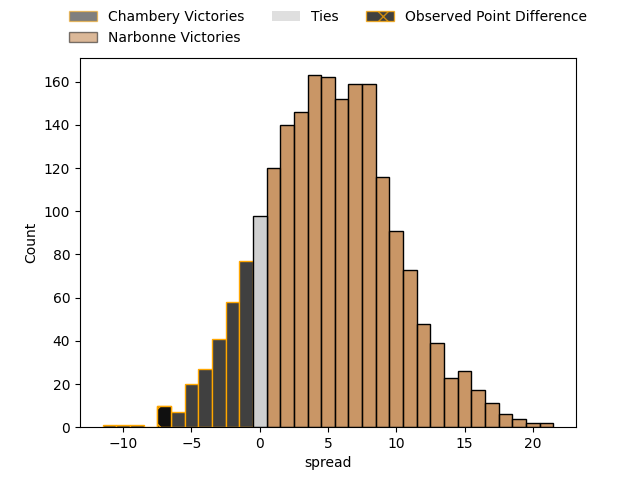 Chambery Victories
Ties
Observed Point Difference
Narbonne Victories
160
140
120
100
80
60
40
20
0
Count
−10
−5
0
5
10
15
20
spread